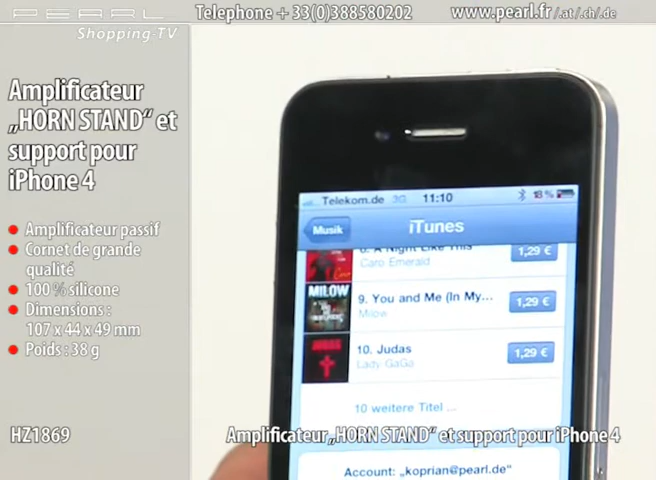 PEARL
Shopping-TV
Telephone + 33(0)388580202
www.pearl.fr /.at/.ch/.de
Amplificateur
„HORN STAND“ et
support pour
iPhone 4
Amplificateur passif
Cornet de grande
qualité
100 % silicone
Dimensions :
107 x 44 x 49 mm
Poids : 38 g
HZ1869
Telekom.de 3G 11:10 18%
Musik
iTunes
8. A Night Like This
Caro Emerald
1,29 €
MILOW
9. You and Me (In My...
Milow
1,29 €
JUDAS
10. Judas
Lady GaGa
1,29 €
10 weitere Titel ...
Amplificateur „HORN STAND“ et support pour iPhone 4
Account: „koprian@pearl.de“